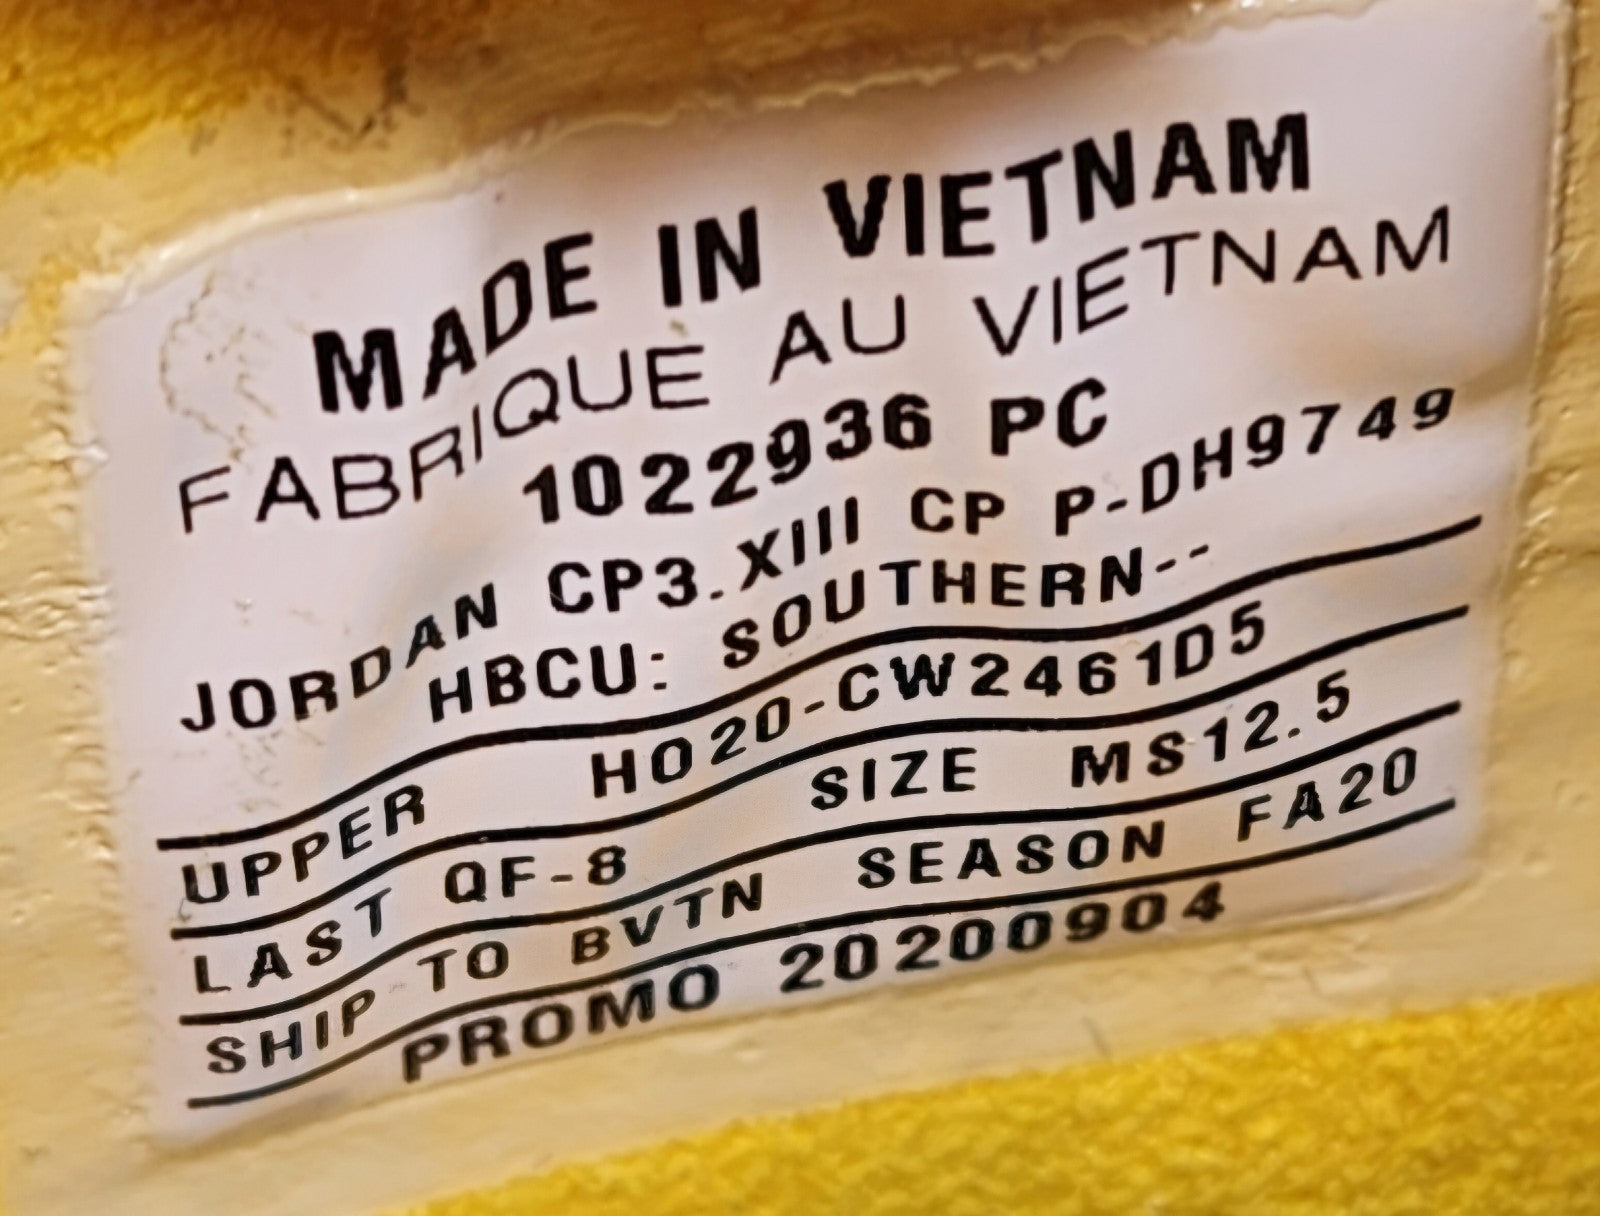 MADE IN VIETNAM
FABRIQUE AU VIETNAM
1022936 PC
JORDAN CP3.XIII CP P-DH9749
HBCU: SOUTHERN--
UPPER HO20-CW2461D5
LAST QF-8 SIZE MS12.5
SHIP TO BVTN SEASON FA20
PROMO 20200904